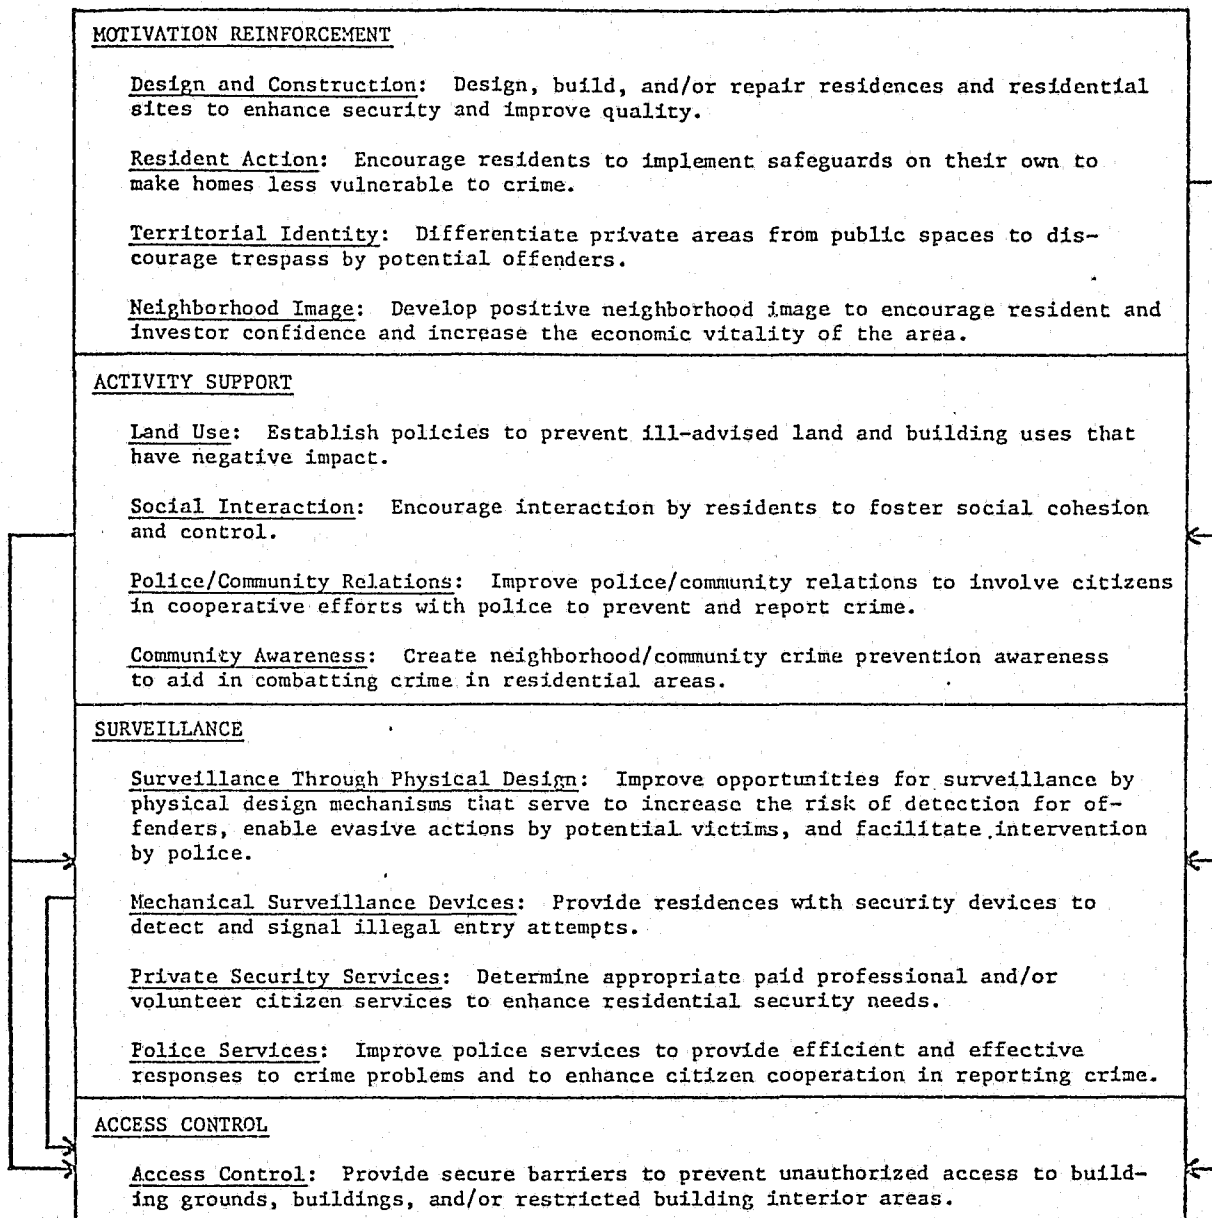 MOTIVATION REINFORCEMENT
Design and Construction: Design, build, and/or repair residences and residential
sites to enhance security and improve quality.
Resident Action: Encourage residents to implement safeguards on their own to
make homes less vulnerable to crime.
Territorial Identity: Differentiate private areas from public spaces to dis-
courage trespass by potential offenders.
Neighborhood Image: Develop positive neighborhood image to encourage resident and
investor confidence and increase the economic vitality of the area.
ACTIVITY SUPPORT
Land Use: Establish policies to prevent ill-advised land and building uses that
have negative impact.
Social Interaction: Encourage interaction by residents to foster social cohesion
and control.
Police/Community Relations: Improve police/community relations to involve citizens
in cooperative efforts with police to prevent and report crime.
Community Awareness: Create neighborhood/community crime prevention awareness
to aid in combatting crime in residential areas.
SURVEILLANCE
Surveillance Through Physical Design: Improve opportunities for surveillance by
physical design mechanisms that serve to increase the risk of detection for of-
fenders, enable evasive actions by potential victims, and facilitate intervention
by police.
Mechanical Surveillance Devices: Provide residences with security devices to
detect and signal illegal entry attempts.
Private Security Services: Determine appropriate paid professional and/or
volunteer citizen services to enhance residential security needs.
Police Services: Improve police services to provide efficient and effective
responses to crime problems and to enhance citizen cooperation in reporting crime.
ACCESS CONTROL
Access Control: Provide secure barriers to prevent unauthorized access to build-
ing grounds, buildings, and/or restricted building interior areas.